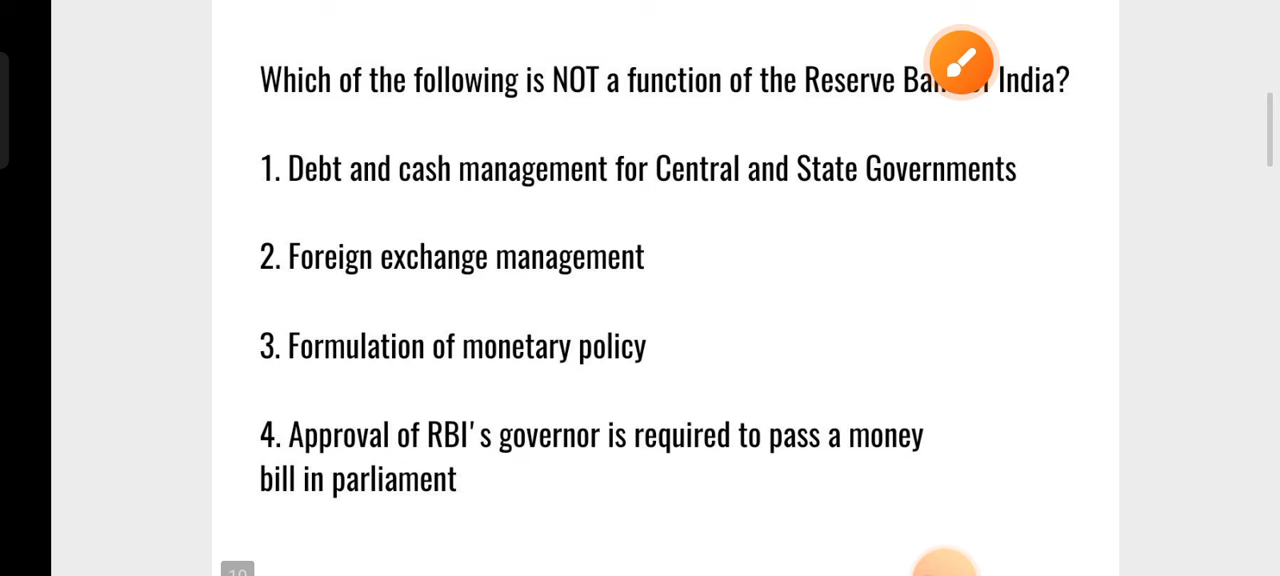 Which of the following is NOT a function of the Reserve India?
1. Debt and cash management for Central and State Governments
2. Foreign exchange management
3. Formulation of monetary policy
4. Approval of RBI's governor is required to pass a money
bill in parliament
10